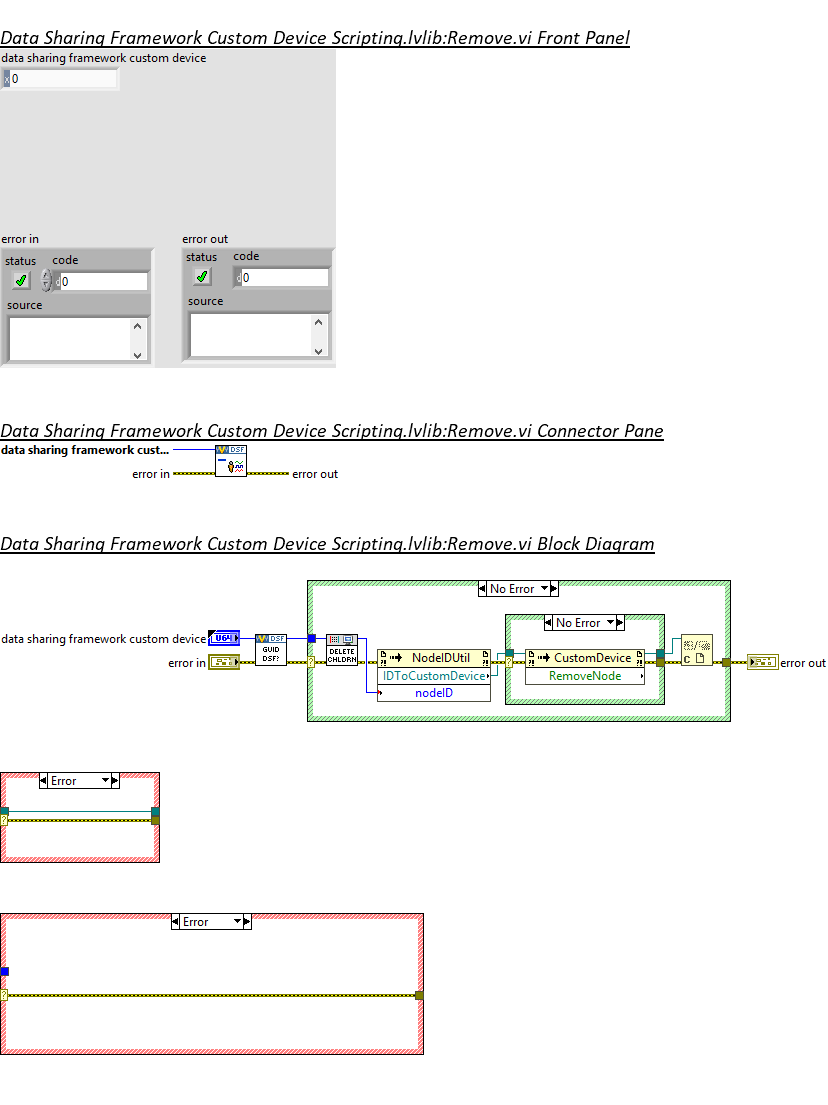 Data Sharing Framework Custom Device Scripting.lvlib:Remove.vi Front Panel
data sharing framework custom device
x 0
error in
error out
status code
status code
d 0
d 0
source
source
Data Sharing Framework Custom Device Scripting.lvlib:Remove.vi Connector Pane
data sharing framework cust...
DSF
error in
error out
Data Sharing Framework Custom Device Scripting.lvlib:Remove.vi Block Diagram
No Error
No Error
data sharing framework custom device
U64
DSF
GUID
DSF?
DELETE
CHLDRN
error in
NodeIDUtil
IDToCustomDevice
nodeID
CustomDevice
RemoveNode
C
error out
Error
?
Error
?